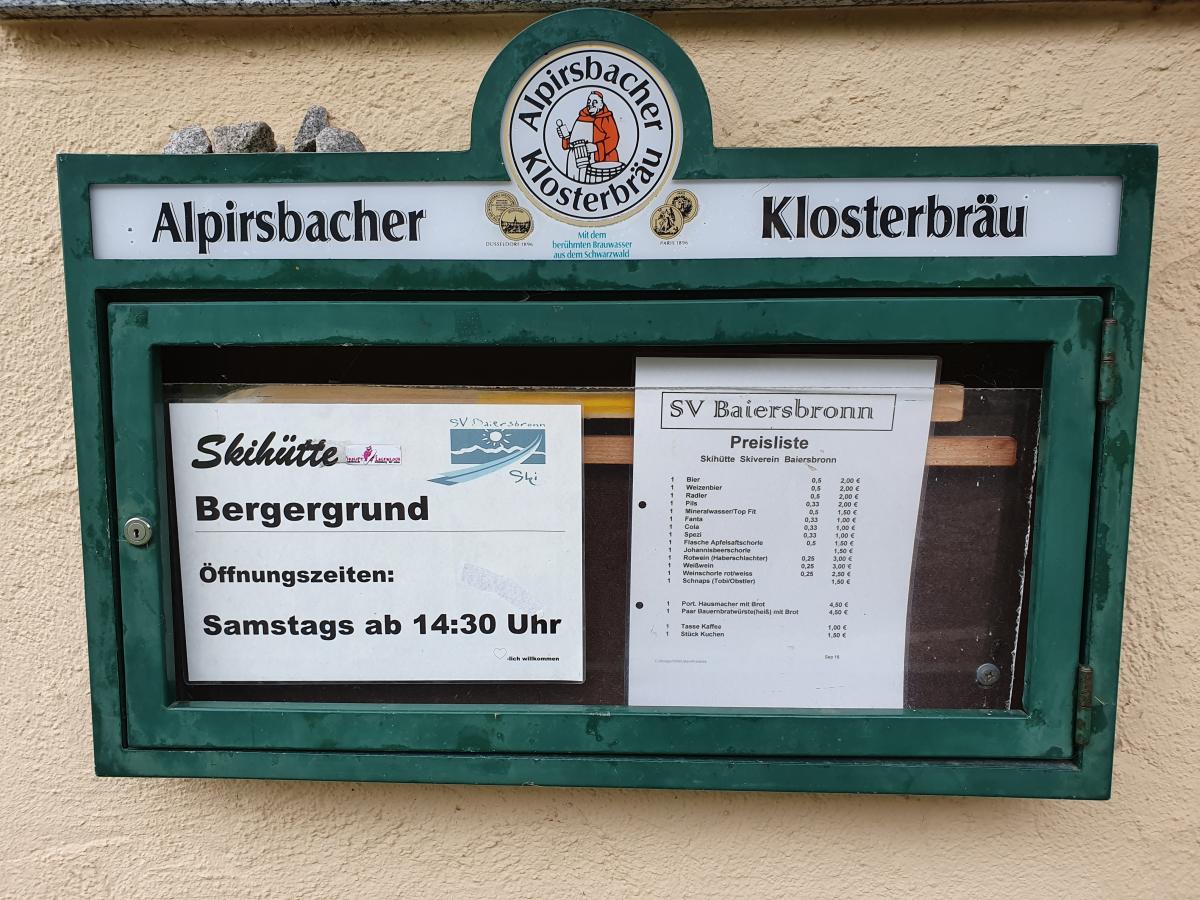 Alpirsbacher
Klosterbräu
Alpirsbacher
Klosterbräu
DÜSSELDORF 1896
PARIS 1896
Mit dem
berühmten Brauwasser
aus dem Schwarzwald
SV Baiersbronn
Ski
Skihütte
Bergergrund
Öffnungszeiten:
Samstags ab 14:30 Uhr
-lich willkommen
SV Baiersbronn
Preisliste
Skihütte Skiverein Baiersbronn
1 Bier 0,5 2,00 €
1 Weizenbier 0,5 2,00 €
1 Radler 0,5 2,00 €
1 Pils 0,33 2,00 €
1 Mineralwasser/Top Fit 0,5 1,50 €
1 Fanta 0,33 1,00 €
1 Cola 0,33 1,00 €
1 Spezi 0,33 1,00 €
1 Flasche Apfelsaftschorle 0,5 1,50 €
1 Johannisbeerschorle 1,50 €
1 Rotwein (Haberschlachter) 0,25 3,00 €
1 Weißwein 0,25 3,00 €
1 Weinschorle rot/weiss 0,25 2,50 €
1 Schnaps (Tobi/Obstler) 1,50 €
1 Port. Hausmacher mit Brot 4,50 €
1 Paar Bauernbratwürste(heiß) mit Brot 4,50 €
1 Tasse Kaffee 1,00 €
1 Stück Kuchen 1,50 €